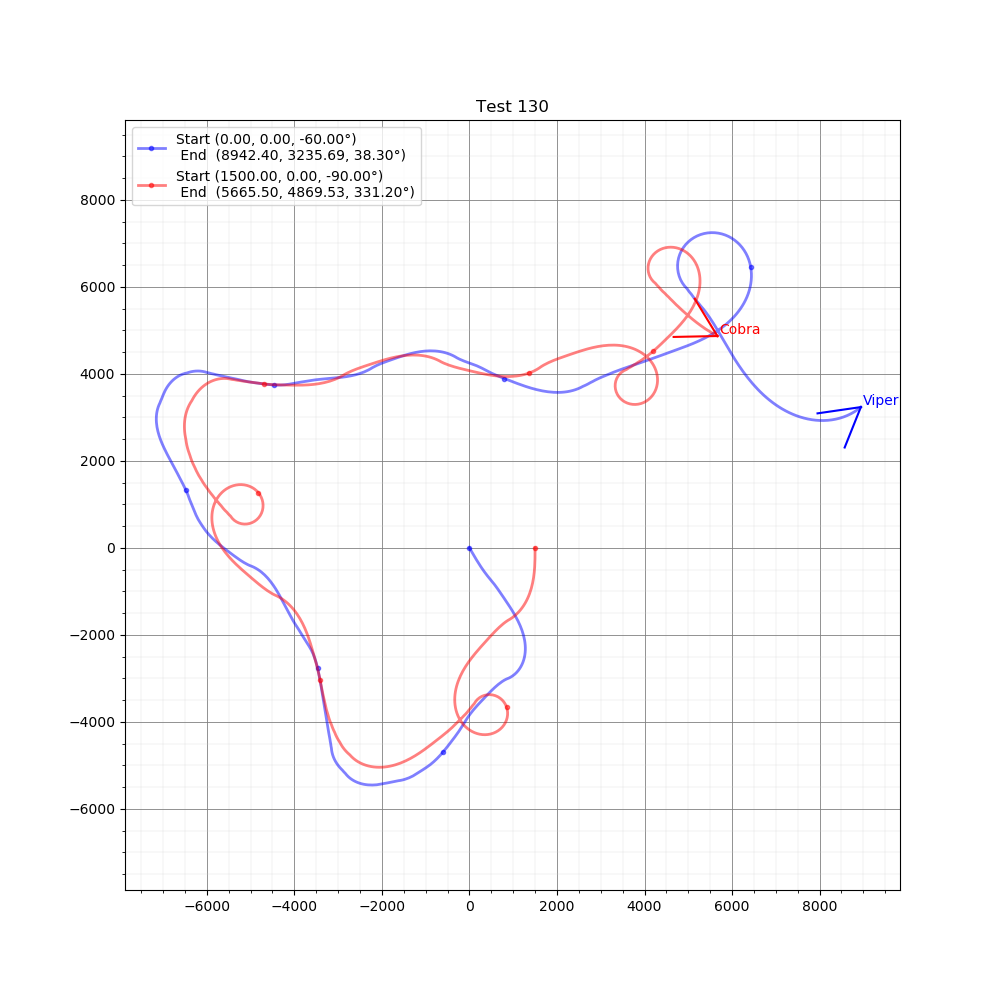 Test 130
Start (0.00, 0.00, -60.00°)
End  (8942.40, 3235.69, 38.30°)
Start (1500.00, 0.00, -90.00°)
End  (5665.50, 4869.53, 331.20°)
8000
6000
4000
2000
0
−2000
−4000
−6000
Cobra
Viper
−6000 −4000 −2000 0 2000 4000 6000 8000